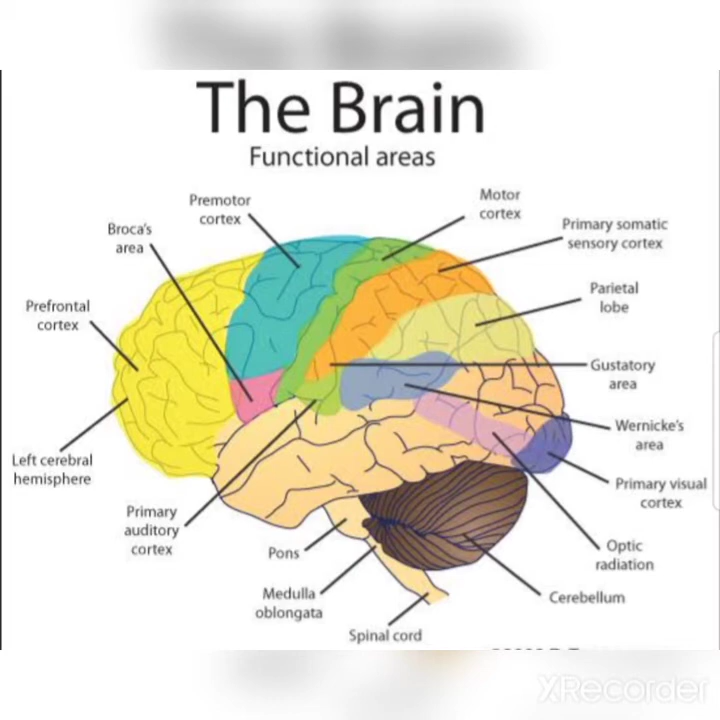 The Brain
Functional areas
Premotor
cortex
Motor
cortex
Broca's
area
Primary somatic
sensory cortex
Prefrontal
cortex
Parietal
lobe
Gustatory
area
Wernicke's
area
Left cerebral
hemisphere
Primary visual
cortex
Primary
auditory
cortex
Pons
Optic
radiation
Medulla
oblongata
Cerebellum
Spinal cord
XRecorder